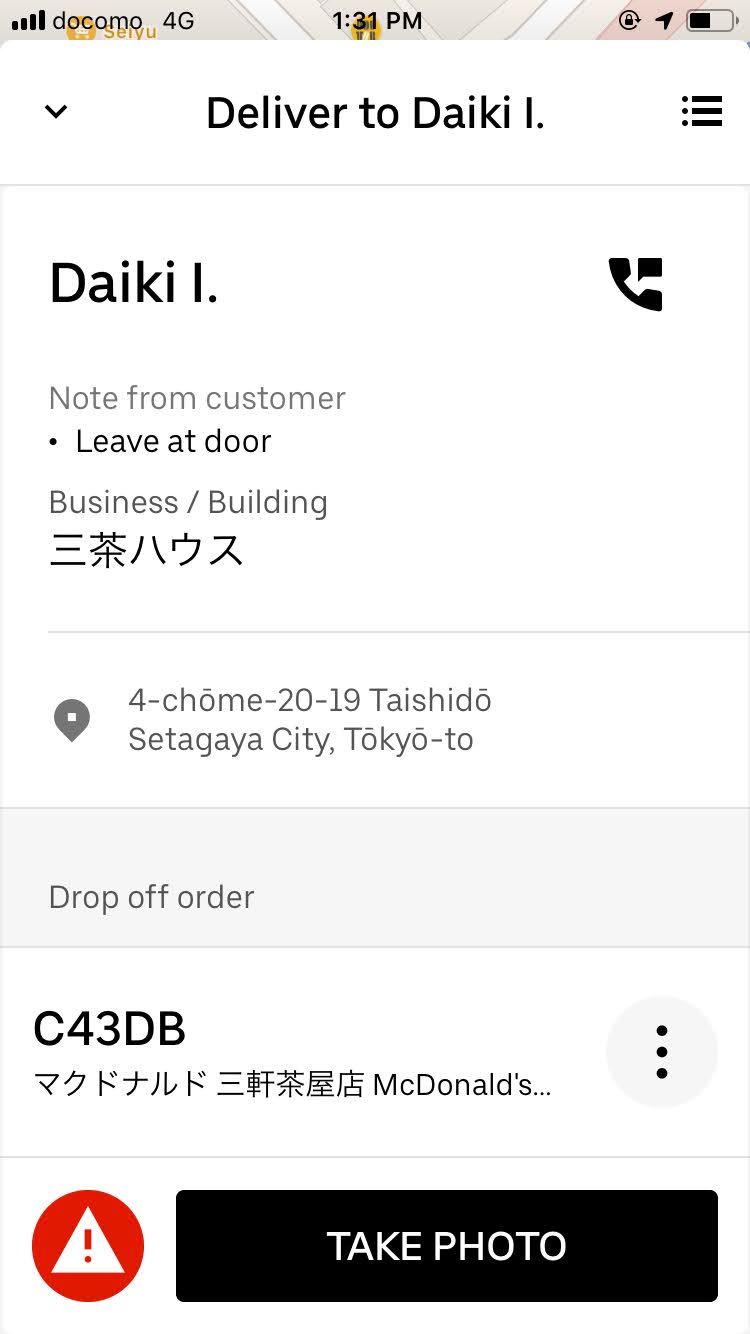 docomo 4G 1:31 PM
Seiyu
Deliver to Daiki I.
Daiki I.
Note from customer
• Leave at door
Business / Building
三茶ハウス
4-chōme-20-19 Taishidō
Setagaya City, Tōkyō-to
Drop off order
C43DB
マクドナルド 三軒茶屋店 McDonald's...
TAKE PHOTO